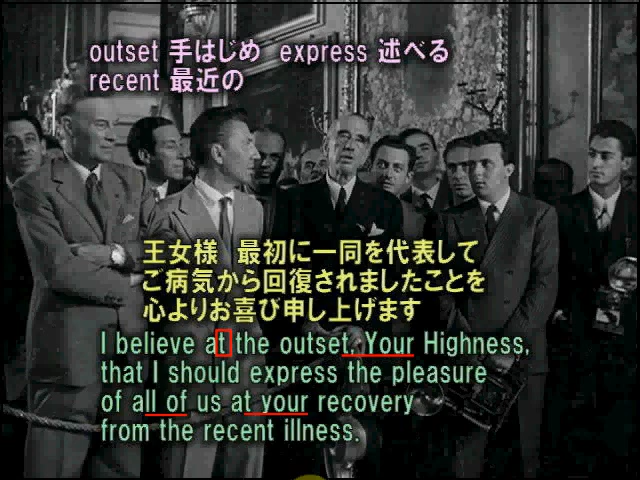 outset 手はじめ express 述べる
recent 最近の
王女様 最初に一同を代表して
ご病気から回復されましたことを
心よりお喜び申し上げます
I believe at the outset, Your Highness,
that I should express the pleasure
of all of us at your recovery
from the recent illness.